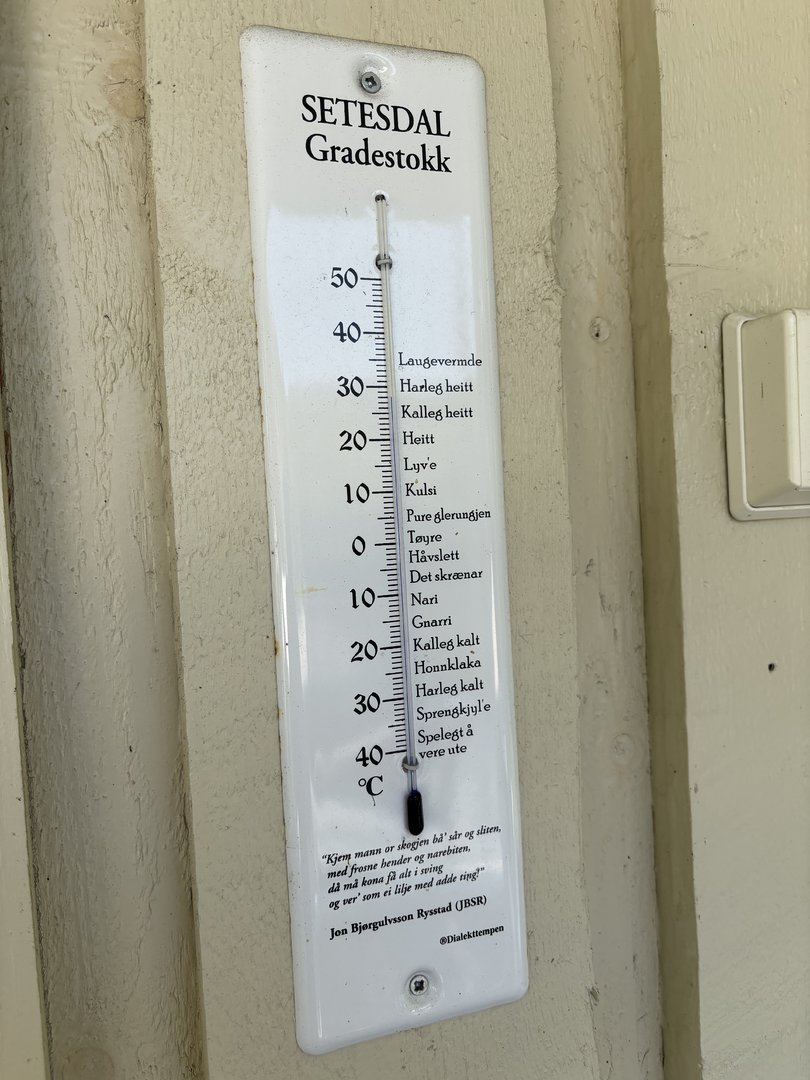 SETESDAL
Gradestokk
50
40
Laugevermde
30 Harleg heitt
Kalleg heitt
20 Heitt
Lyv'e
10 Kulsi
Pure glerungjen
Tøyre
0
Håvslett
Det skrænar
10 Nari
Gnarri
20 Kalleg kalt
Honnklaka
Harleg kalt
30
Sprengkjyl'e
Spelegt å
40 vere ute
°C
"Kjem mann or skogjen bå' sår og sliten,
med frosne hender og narebiten,
då må kona få alt i sving
og ver' som ei lilje med adde ting!"
Jon Bjørgulvsson Rysstad (JBSR)
®Dialekttempen